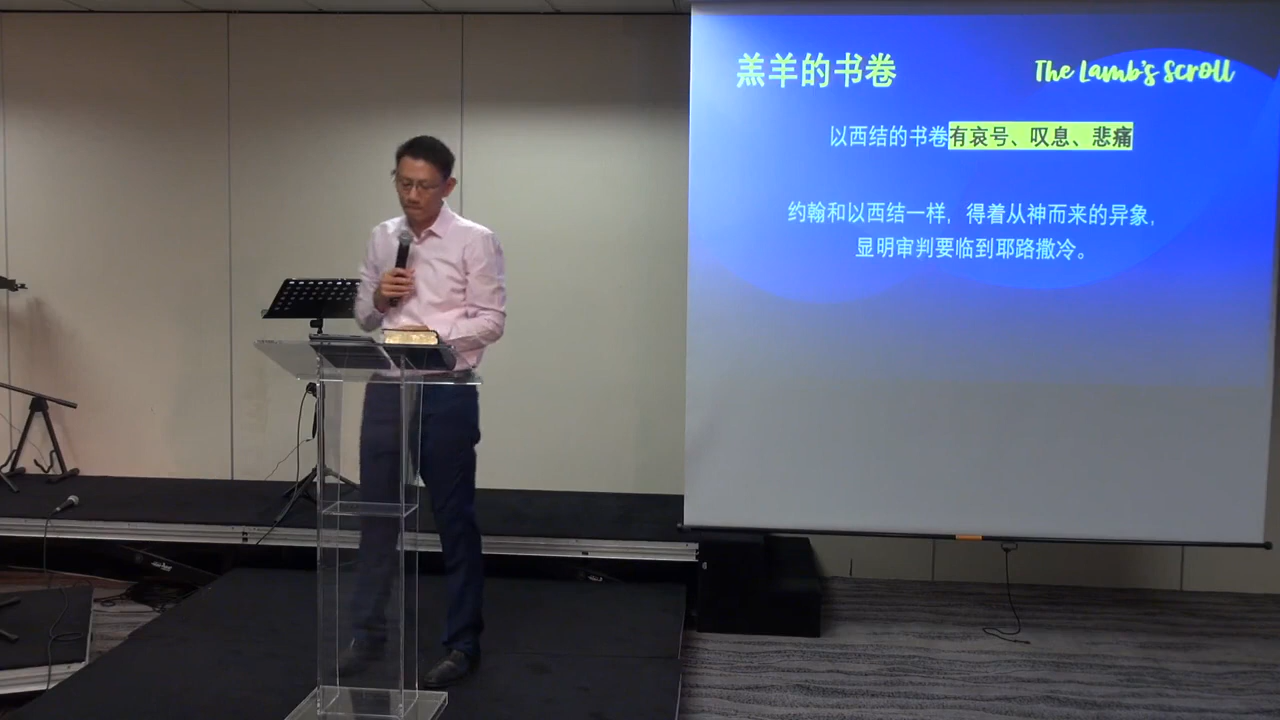 羔羊的书卷
The Lamb's Scroll
以西结的书卷有哀号、叹息、悲痛
约翰和以西结一样，得着从神而来的异象，
显明审判要临到耶路撒冷。